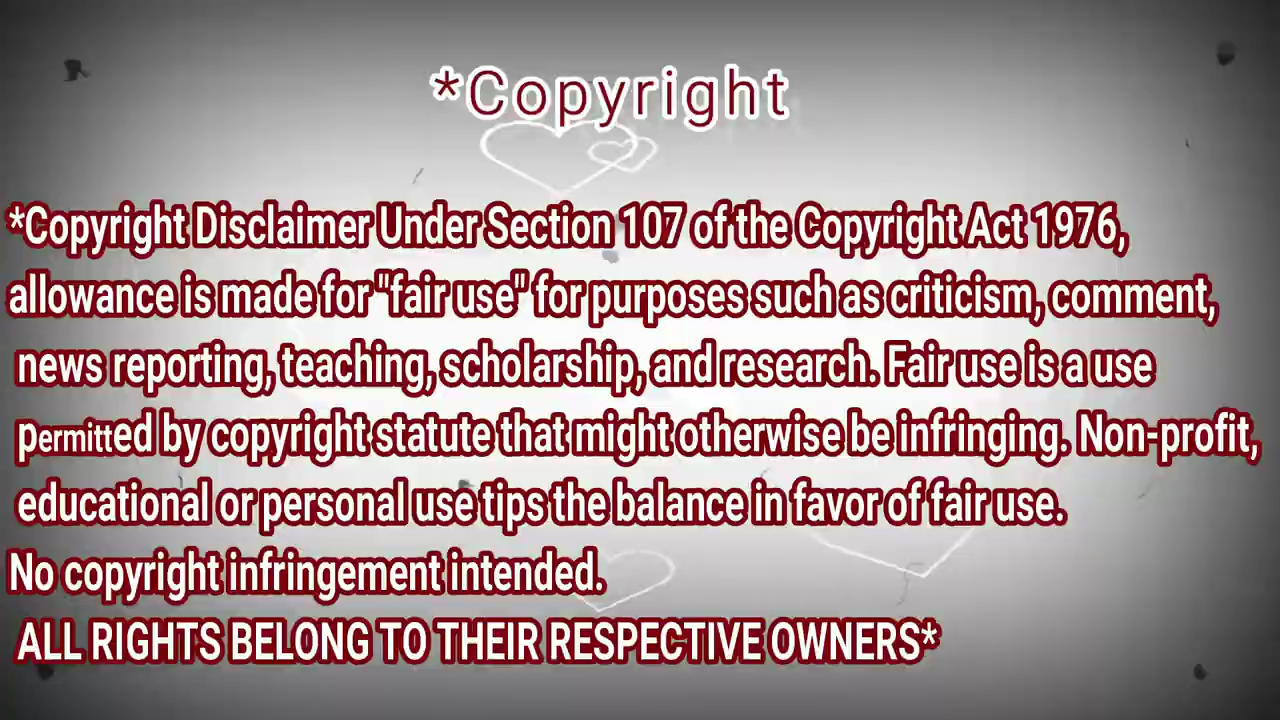 *Copyright
*Copyright Disclaimer Under Section 107 of the Copyright Act 1976,
allowance is made for "fair use" for purposes such as criticism, comment,
news reporting, teaching, scholarship, and research. Fair use is a use
permitted by copyright statute that might otherwise be infringing. Non-profit,
educational or personal use tips the balance in favor of fair use.
No copyright infringement intended.
ALL RIGHTS BELONG TO THEIR RESPECTIVE OWNERS*